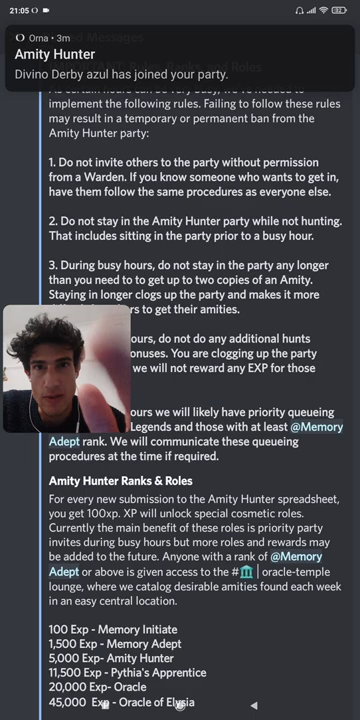 21:05
Messages
Oma • 3m
Amity Hunter
Divino Derby azul has joined your party.
implement the following rules. Failing to follow these rules
may result in a temporary or permanent ban from the
Amity Hunter party:
1. Do not invite others to the party without permission
from a Warden. If you know someone who wants to get in,
have them follow the same procedures as everyone else.
2. Do not stay in the Amity Hunter party while not hunting.
That includes sitting in the party prior to a busy hour.
3. During busy hours, do not stay in the party any longer
than you need to to get up to two copies of an Amity.
Staying in longer clogs up the party and makes it more
to get their amities.
ours, do not do any additional hunts
onuses. You are clogging up the party
we will not reward any EXP for those
ours we will likely have priority queueing
Legends and those with at least @Memory
Adept rank. We will communicate these queueing
procedures at the time if required.
Amity Hunter Ranks & Roles
For every new submission to the Amity Hunter spreadsheet,
you get 100xp. XP will unlock special cosmetic roles.
Currently the main benefit of these roles is priority party
invites during busy hours but more roles and rewards may
be added to the future. Anyone with a rank of @Memory
Adept or above is given access to the #🏛️ | oracle-temple
lounge, where we catalog desirable amities found each week
in an easy central location.
100 Exp - Memory Initiate
1,500 Exp - Memory Adept
5,000 Exp- Amity Hunter
11,500 Exp - Pythia's Apprentice
20,000 Exp- Oracle
45,000 Exp - Oracle of Elysia